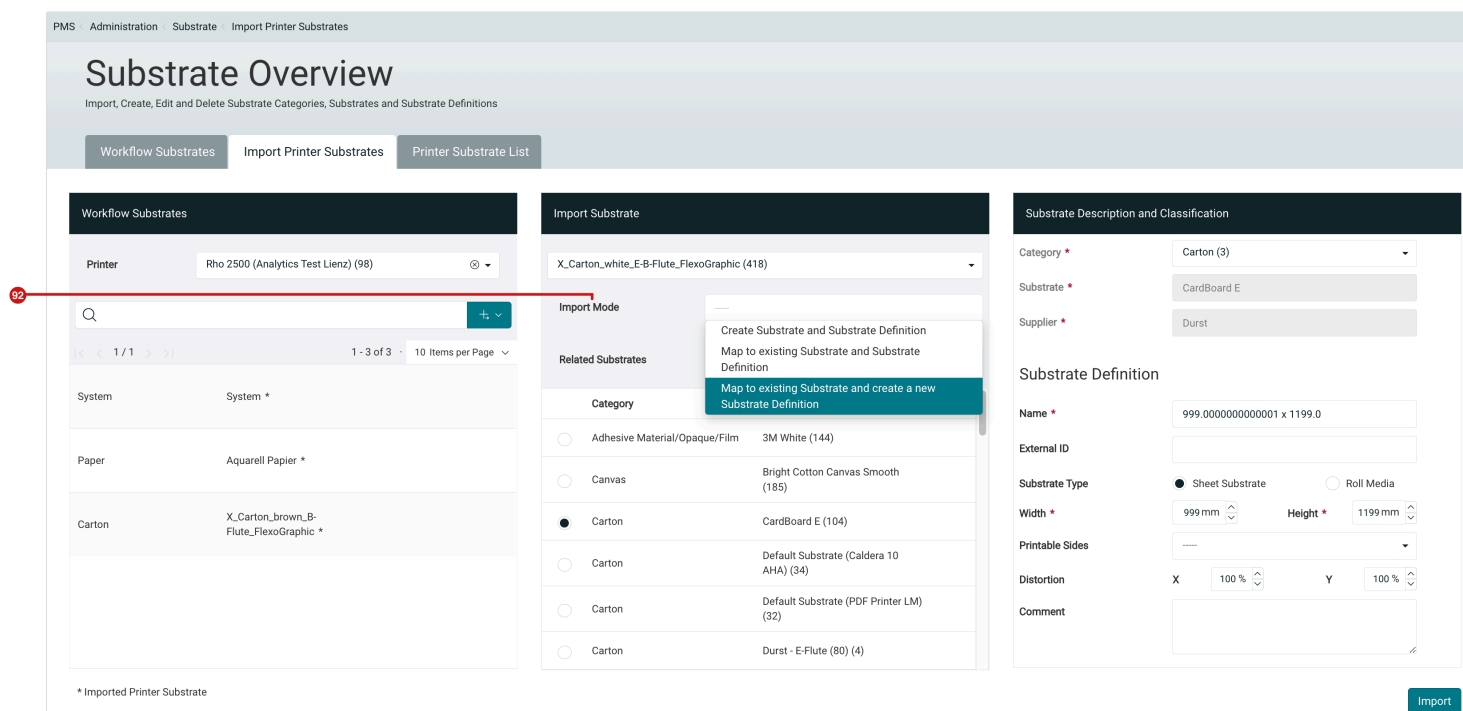 PMS < Administration < Substrate < Import Printer Substrates
Substrate Overview
Import, Create, Edit and Delete Substrate Categories, Substrates and Substrate Definitions
Workflow Substrates
Import Printer Substrates
Printer Substrate List
Workflow Substrates
Printer
Rho 2500 (Analytics Test Lienz) (98)
1 / 1
1 - 3 of 3 · 10 Items per Page
System
System *
Paper
Aquarell Papier *
Carton
X_Carton_brown_B-
Flute_FlexoGraphic *
* Imported Printer Substrate
92
Import Substrate
X_Carton_white_E-B-Flute_FlexoGraphic (418)
Import Mode
-----
Create Substrate and Substrate Definition
Map to existing Substrate and Substrate
Definition
Map to existing Substrate and create a new
Substrate Definition
Related Substrates
Category
Adhesive Material/Opaque/Film
3M White (144)
Canvas
Bright Cotton Canvas Smooth
(185)
Carton
CardBoard E (104)
Carton
Default Substrate (Caldera 10
AHA) (34)
Carton
Default Substrate (PDF Printer LM)
(32)
Carton
Durst - E-Flute (80) (4)
Substrate Description and Classification
Category *
Carton (3)
Substrate *
CardBoard E
Supplier *
Durst
Substrate Definition
Name *
999.0000000000001 x 1199.0
External ID
Substrate Type
Sheet Substrate
Roll Media
Width *
999 mm
Height *
1199 mm
Printable Sides
-----
Distortion
X
100 %
Y
100 %
Comment
Import